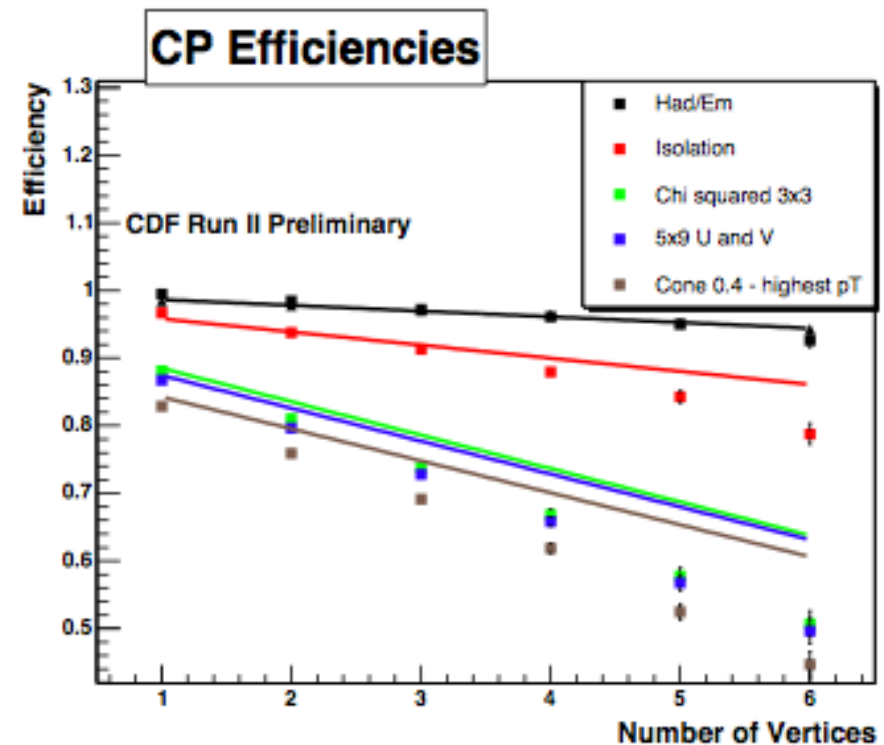 CP Efficiencies
Efficiency
1.3
1.2
1.1
1
0.9
0.8
0.7
0.6
0.5
CDF Run II Preliminary
Had/Em
Isolation
Chi squared 3x3
5x9 U and V
Cone 0.4 - highest pT
1 2 3 4 5 6
Number of Vertices